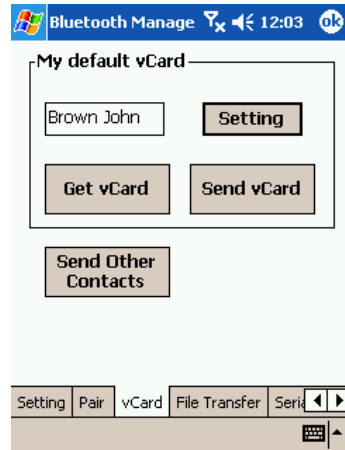 Bluetooth Manage 12:03 ok
My default vCard
Brown John Setting
Get vCard Send vCard
Send Other
Contacts
Setting Pair vCard File Transfer Seria